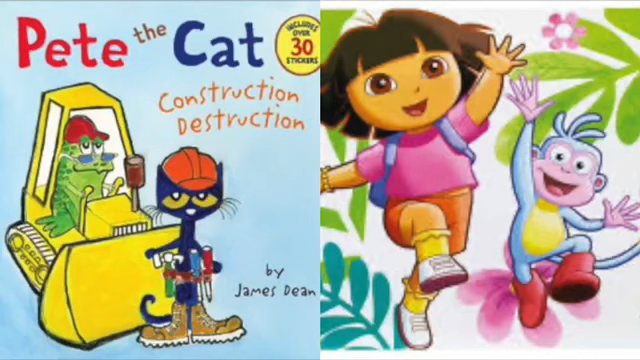 Pete the Cat
INCLUDES
OVER
30
STICKERS
Construction
Destruction
by
James Dean